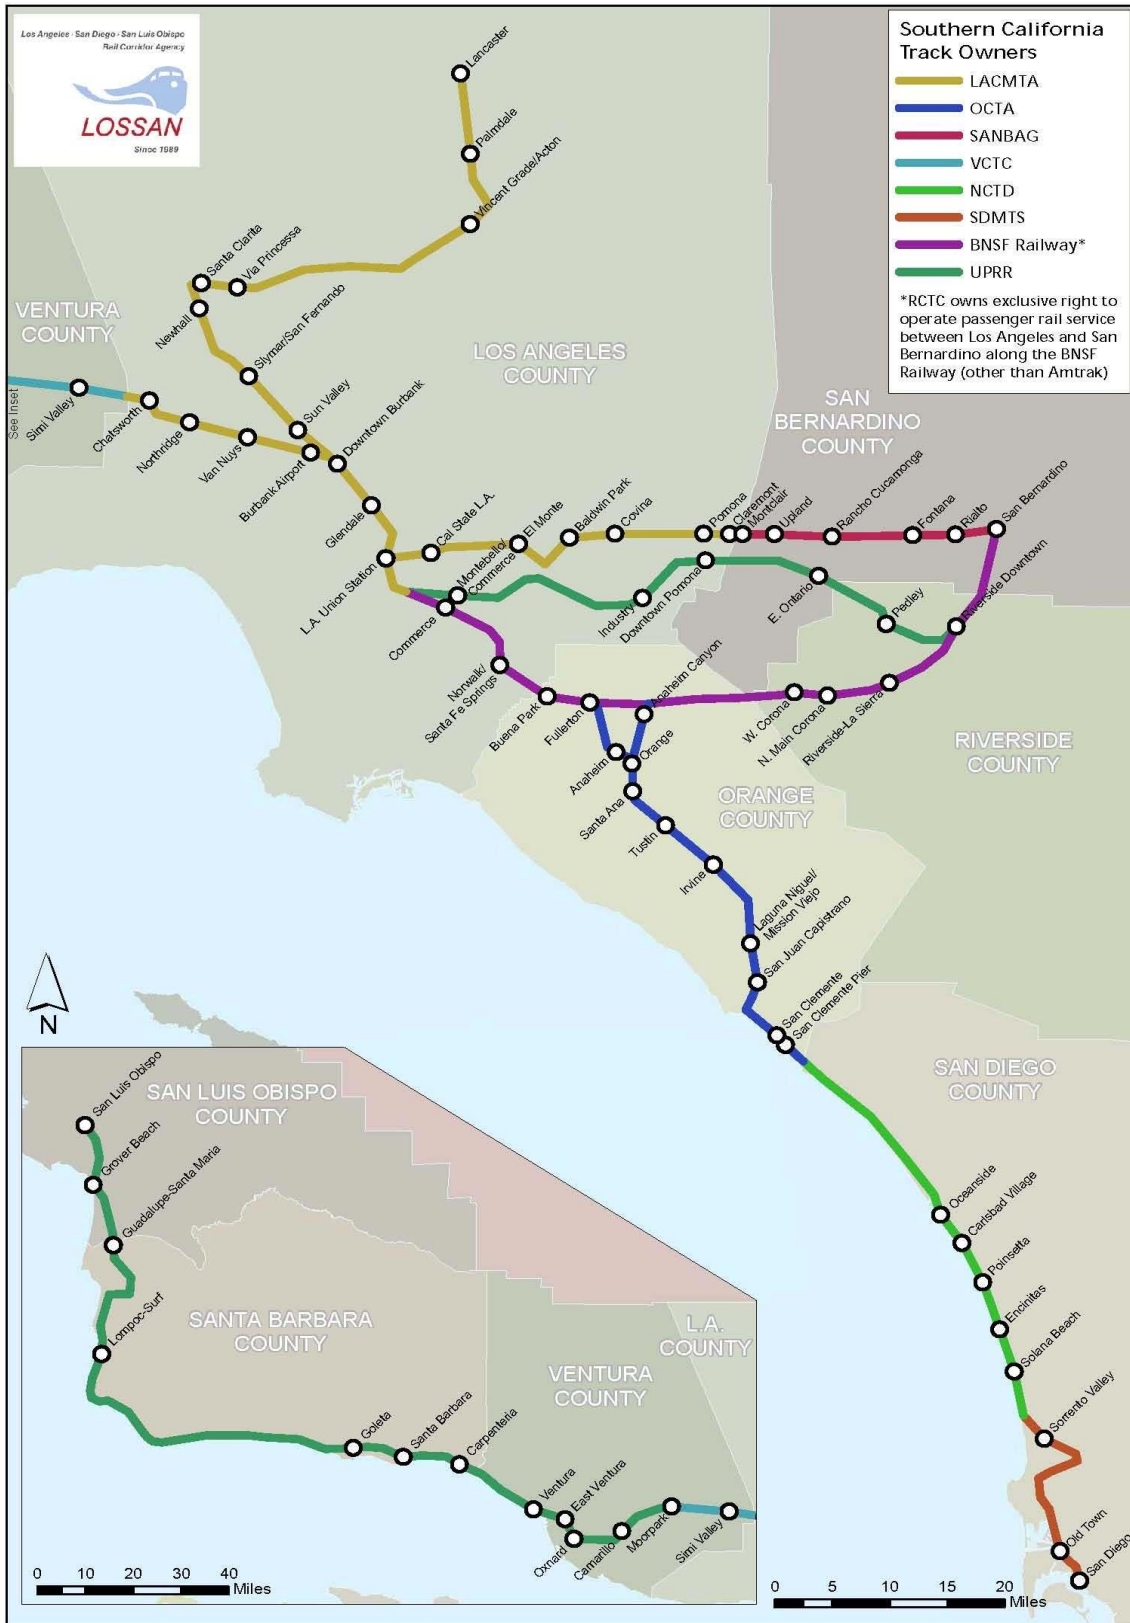 Los Angeles - San Diego - San Luis Obispo
Rail Corridor Agency
LOSSAN
Since 1989
Southern California
Track Owners
LACMTA
OCTA
SANBAG
VCTC
NCTD
SDMTS
BNSF Railway*
UPRR
*RCTC owns exclusive right to
operate passenger rail service
between Los Angeles and San
Bernardino along the BNSF
Railway (other than Amtrak)
Lancaster
Palmdale
Vincent Grade/Acton
Santa Clarita
Via Princessa
Newhall
Slymar/San Fernando
VENTURA
COUNTY
LOS ANGELES
COUNTY
SAN
BERNARDINO
COUNTY
See Inset
Simi Valley
Chatsworth
Northridge
Van Nuys
Burbank Airport
Sun Valley
Downtown Burbank
Glendale
L.A. Union Station
Cal State L.A.
El Monte
Baldwin Park
Covina
Pomona
Claremont
Montclair
Upland
Rancho Cucamonga
Fontana
Rialto
San Bernardino
Montebello/
Commerce
Commerce
Industry
Downtown Pomona
E. Ontario
Pedley
Riverside Downtown
Norwalk/
Santa Fe Springs
Buena Park
Fullerton
Anaheim Canyon
W. Corona
N. Main Corona
Riverside-La Sierra
RIVERSIDE
COUNTY
Anaheim
Orange
Santa Ana
ORANGE
COUNTY
Tustin
Irvine
Laguna Niguel/
Mission Viejo
San Juan Capistrano
San Clemente
San Clemente Pier
N
SAN DIEGO
COUNTY
Oceanside
Carlsbad Village
Poinsetta
Encinitas
Solana Beach
Sorrento Valley
Old Town
San Diego
San Luis Obispo
SAN LUIS OBISPO
COUNTY
Grover Beach
Guadalupe-Santa Maria
Lompoc-Surf
SANTA BARBARA
COUNTY
L.A.
COUNTY
VENTURA
COUNTY
Goleta
Santa Barbara
Carpenteria
Ventura
East Ventura
Oxnard
Camarillo
Moorpark
Simi Valley
0 10 20 30 40
Miles
0 5 10 15 20
Miles